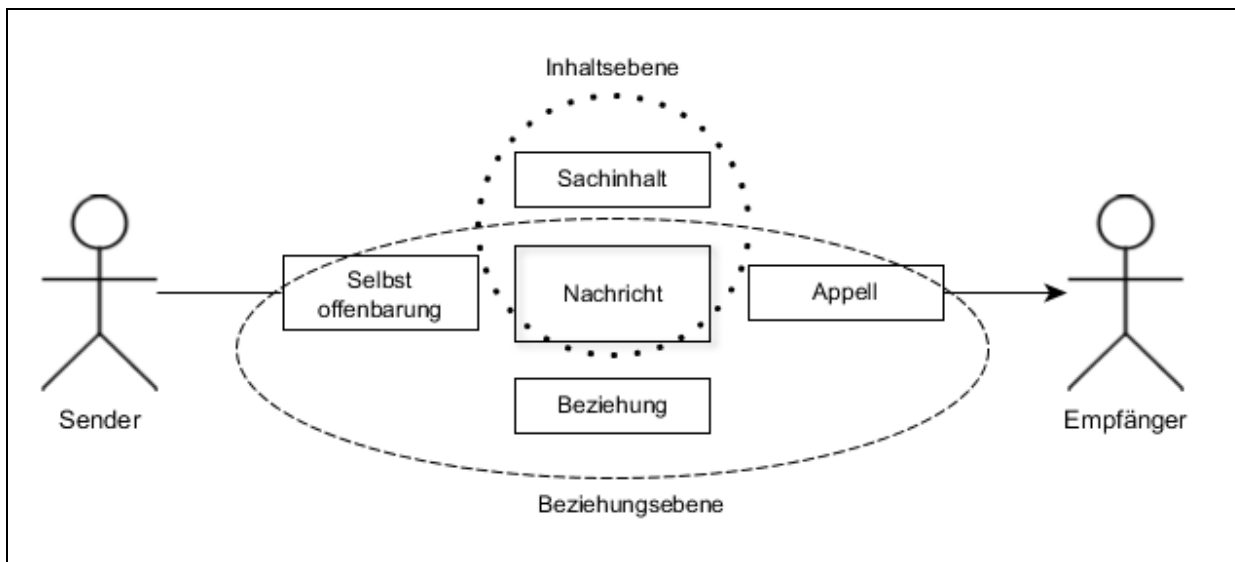 Inhaltsebene
Sachinhalt
Selbst
offenbarung
Nachricht
Appell
Beziehung
Sender
Empfänger
Beziehungsebene